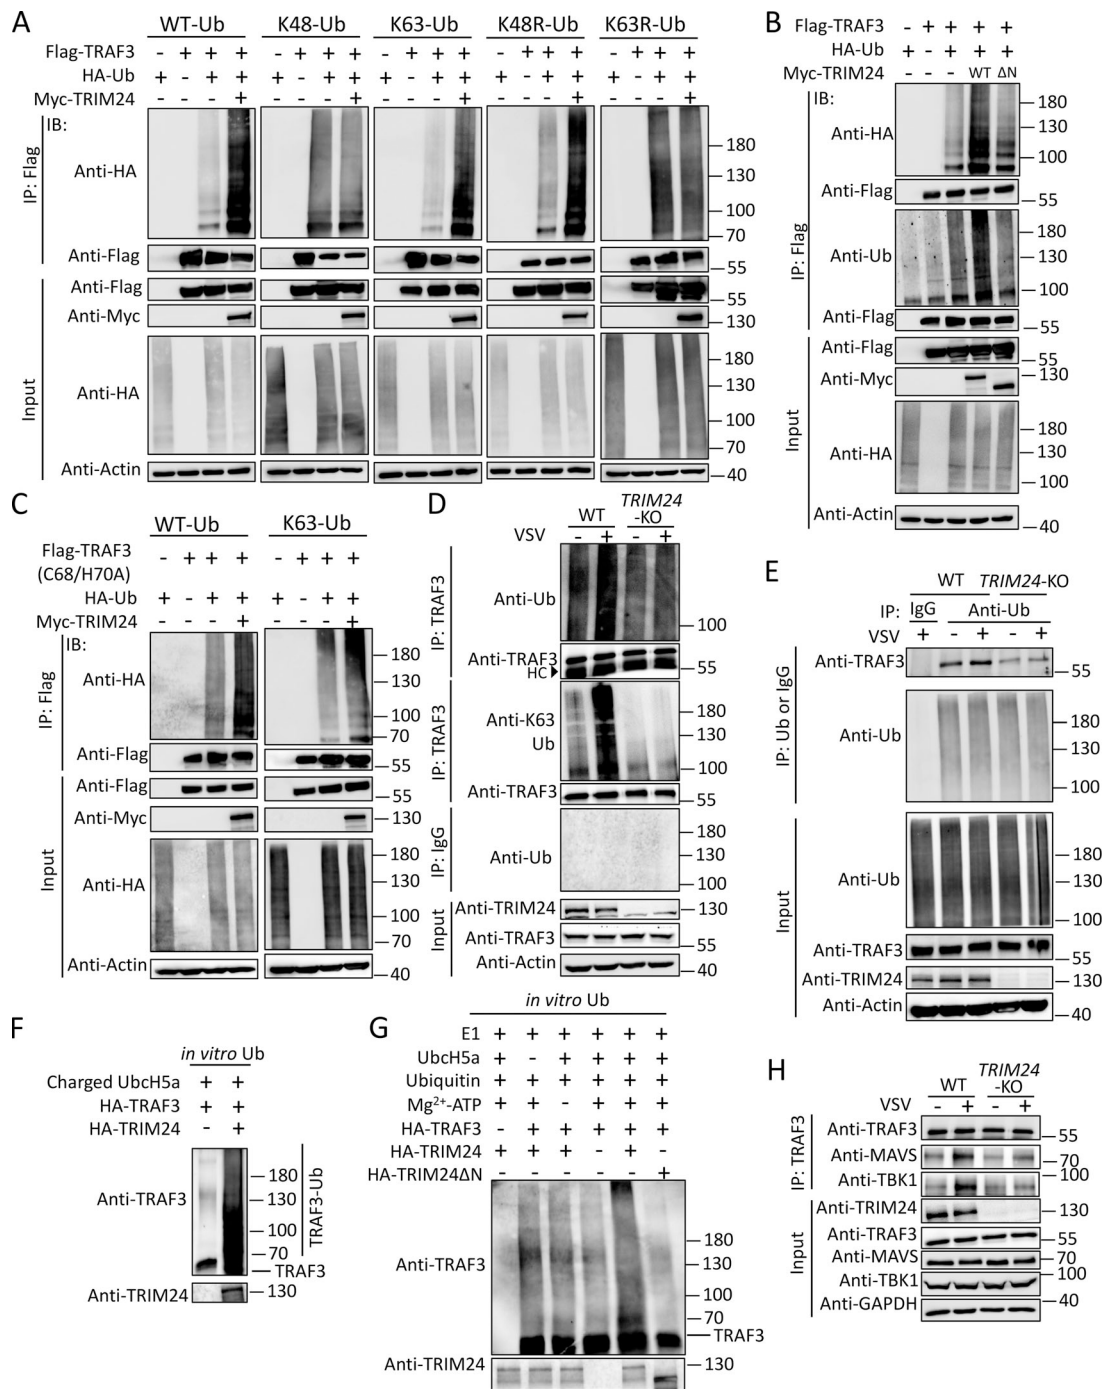 A
WT-Ub K48-Ub K63-Ub K48R-Ub K63R-Ub
Flag-TRAF3 - + + + - + + + - + + + - + + + - + + +
HA-Ub + - + + + - + + + - + + + - + + + - + +
Myc-TRIM24 - - - + - - - + - - - + - - - + - - - +
IP: Flag
IB:
Anti-HA
180
130
100
70
Anti-Flag
55
Input
Anti-Flag
55
Anti-Myc
130
Anti-HA
180
130
100
70
Anti-Actin
40
B
Flag-TRAF3 - + + + +
HA-Ub + - + + +
Myc-TRIM24 - - - WT ΔN
IP: Flag
IB:
Anti-HA
180
130
100
Anti-Flag
55
Anti-Ub
180
130
100
Anti-Flag
55
Input
Anti-Flag
55
Anti-Myc
130
Anti-HA
180
130
100
Anti-Actin
40
C
WT-Ub K63-Ub
Flag-TRAF3 - + + + - + + +
(C68/H70A)
HA-Ub + - + + + - + +
Myc-TRIM24 - - - + - - - +
IP: Flag
IB:
Anti-HA
180
130
100
70
Anti-Flag
55
Input
Anti-Flag
55
Anti-Myc
130
Anti-HA
180
130
100
70
Anti-Actin
40
D
WT TRIM24
-KO
VSV - + - +
IP: TRAF3
Anti-Ub
100
Anti-TRAF3
HC
55
IP: TRAF3
Anti-K63
Ub
180
130
100
Anti-TRAF3
55
IP: IgG
Anti-Ub
180
130
100
Input
Anti-TRIM24
130
Anti-TRAF3
55
Anti-Actin
40
E
WT TRIM24-KO
IP: IgG Anti-Ub
VSV + - + - +
IP: Ub or IgG
Anti-TRAF3
55
Anti-Ub
180
130
100
Input
Anti-Ub
180
130
100
Anti-TRAF3
55
Anti-TRIM24
130
Anti-Actin
40
F
in vitro Ub
Charged UbcH5a + +
HA-TRAF3 + +
HA-TRIM24 - +
Anti-TRAF3
180
130
100
70
TRAF3-Ub
TRAF3
Anti-TRIM24
130
G
in vitro Ub
E1 + + + + + +
UbcH5a + - + + + +
Ubiquitin + + + + + +
Mg2+-ATP + + - + + +
HA-TRAF3 - + + + + +
HA-TRIM24 + + + - + -
HA-TRIM24ΔN - - - - - +
Anti-TRAF3
180
130
100
70
TRAF3
Anti-TRIM24
130
H
WT TRIM24
-KO
VSV - + - +
IP: TRAF3
Anti-TRAF3
55
Anti-MAVS
70
Anti-TBK1
100
Input
Anti-TRIM24
130
Anti-TRAF3
55
Anti-MAVS
70
Anti-TBK1
100
Anti-GAPDH
40